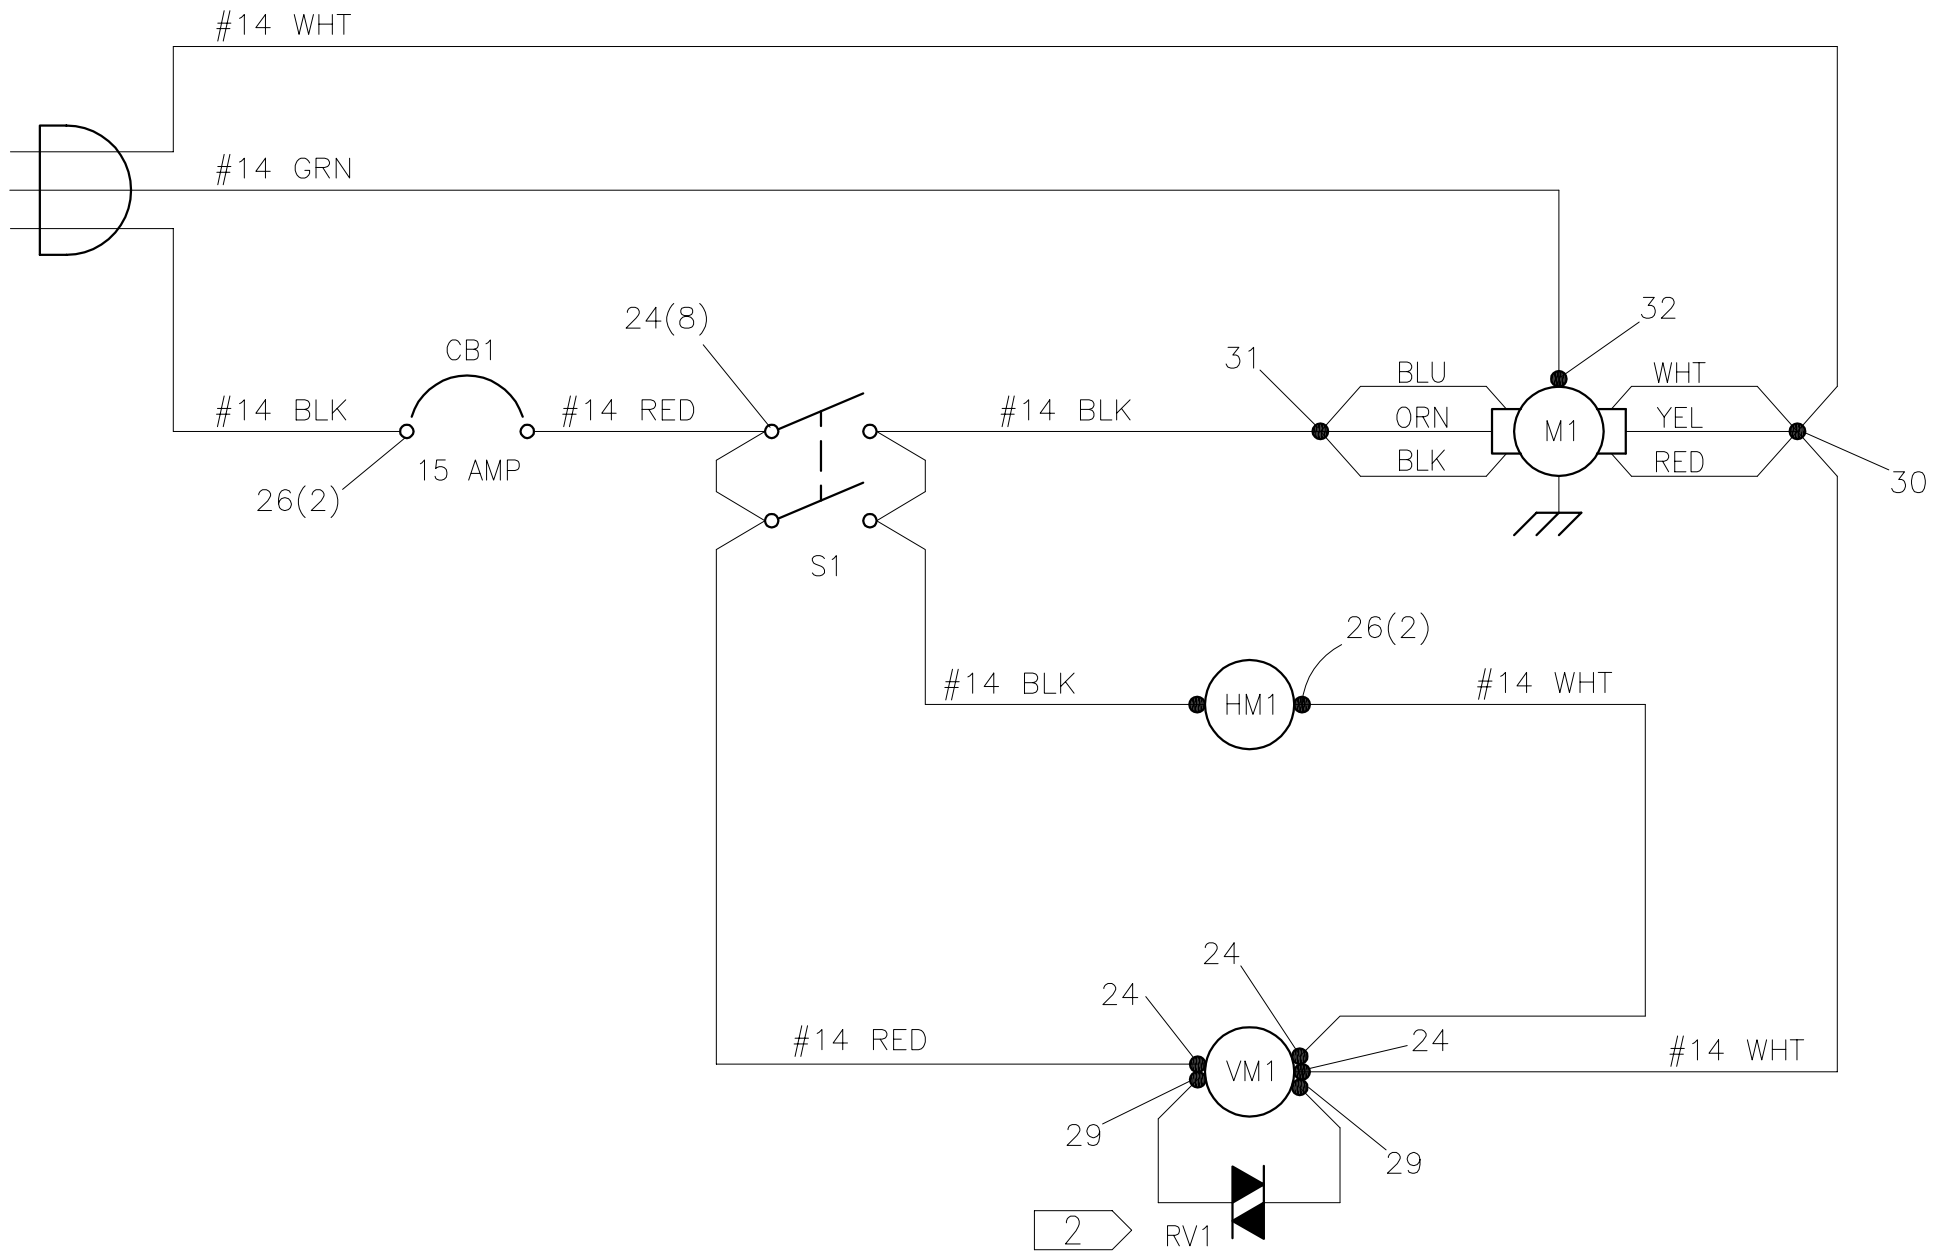 #14 WHT
#14 GRN
24(8)
32
CB1
31
BLU
WHT
#14 BLK
#14 RED
#14 BLK
ORN
M1
YEL
15 AMP
BLK
RED
26(2)
30
S1
26(2)
#14 BLK
HM1
#14 WHT
24
24
#14 RED
VM1
24
#14 WHT
29
29
2
RV1